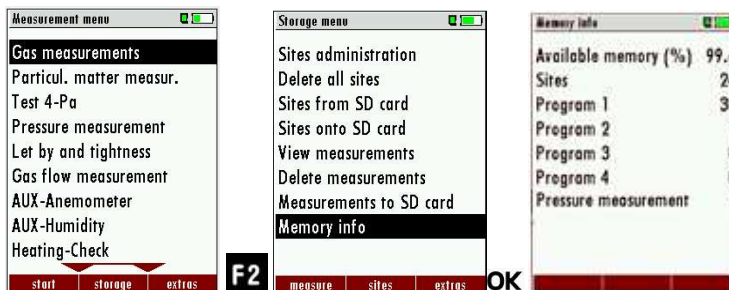 Measurement menu
Gas measurements
Particul. matter measur.
Test 4-Pa
Pressure measurement
Let by and tightness
Gas flow measurement
AUX-Anemometer
AUX-Humidity
Heating-Check
start storage extras
F2
Storage menu
Sites administration
Delete all sites
Sites from SD card
Sites onto SD card
View measurements
Delete measurements
Measurements to SD card
Memory info
measure sites extras
OK
Memory info
Available memory (%) 99.
Sites 2
Program 1 3
Program 2
Program 3
Program 4
Pressure measurement